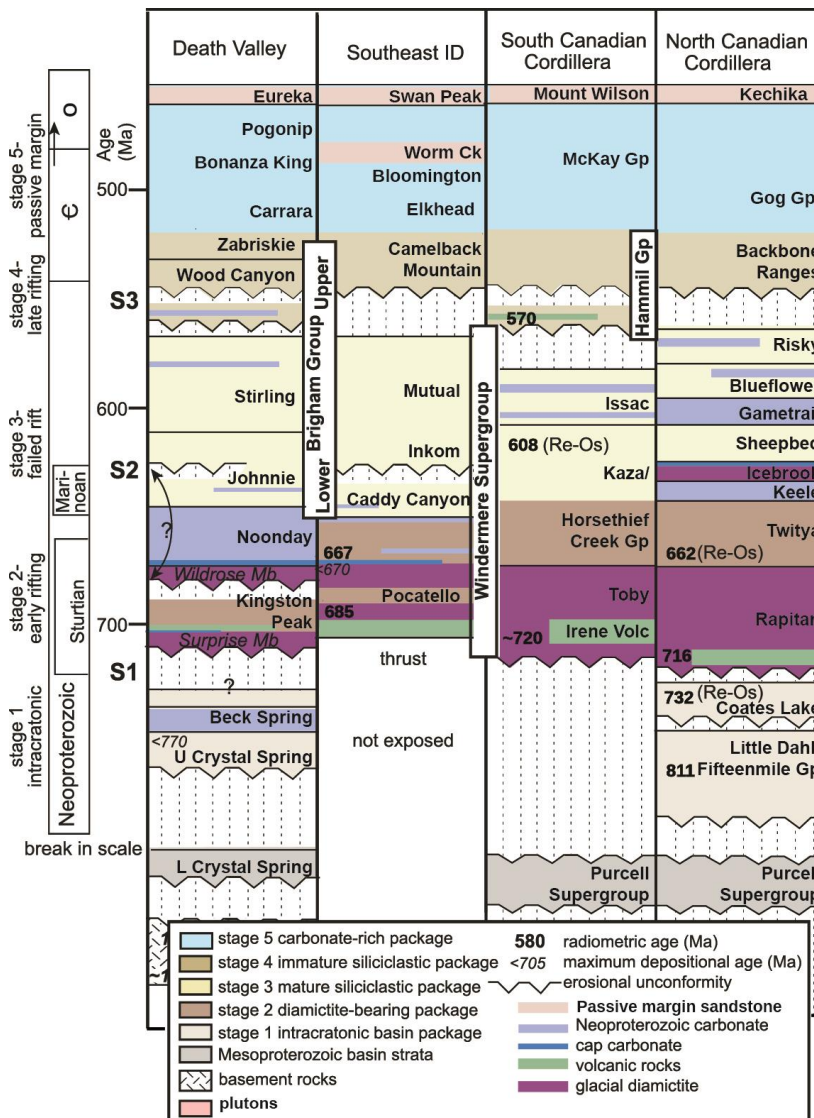 Death Valley
Southeast ID
South Canadian
Cordillera
North Canadian
Cordillera
stage 5-
passive margin
stage 4-
late rifting
stage 3-
failed rift
stage 2-
early rifting
stage 1
intracratonic
O
Є
Mari-
noan
Sturtian
Neoproterozoic
break in scale
Age
(Ma)
500
600
700
S3
S2
S1
Eureka
Pogonip
Bonanza King
Carrara
Zabriskie
Wood Canyon
Stirling
Johnnie
?
Noonday
Wildrose Mb
Kingston
Peak
Surprise Mb
?
Beck Spring
<770
U Crystal Spring
L Crystal Spring
Brigham Group
Upper
Lower
Swan Peak
Worm Ck
Bloomington
Elkhead
Camelback
Mountain
Mutual
Inkom
Caddy Canyon
667
<670
Pocatello
685
thrust
not exposed
Windermere Supergroup
Mount Wilson
McKay Gp
570
Issac
608 (Re-Os)
Kaza/
Horsethief
Creek Gp
Toby
~720
Irene Volc
Purcell
Supergroup
Hammil Gp
Kechika
Gog Gp
Backbone
Ranges
Risky
Blueflower
Gametrail
Sheepbed
Icebrook
Keele
Twitya
662 (Re-Os)
Rapitan
716
732 (Re-Os)
Coates Lake
Little Dahl
811 Fifteenmile Gp
Purcell
Supergroup
stage 5 carbonate-rich package
stage 4 immature siliciclastic package
stage 3 mature siliciclastic package
stage 2 diamictite-bearing package
stage 1 intracratonic basin package
Mesoproterozoic basin strata
basement rocks
plutons
580 radiometric age (Ma)
<705 maximum depositional age (Ma)
erosional unconformity
Passive margin sandstone
Neoproterozoic carbonate
cap carbonate
volcanic rocks
glacial diamictite